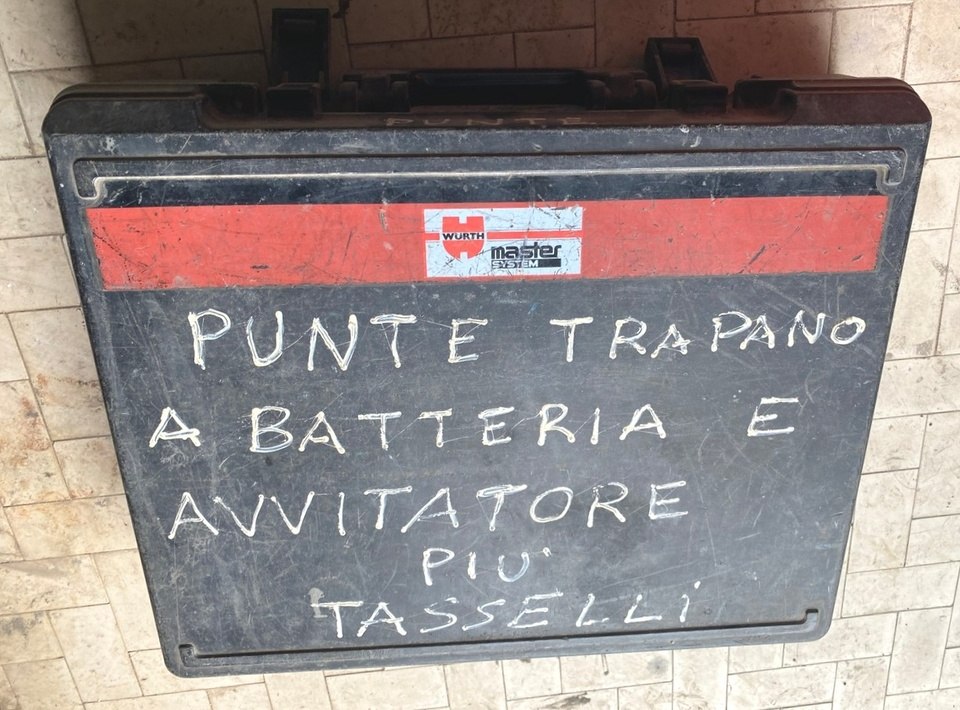 PUNTE
WÜRTH
master
SYSTEM
PUNTE TRAPANO
A BATTERIA E
AVVITATORE
PIU'
TASSELLi